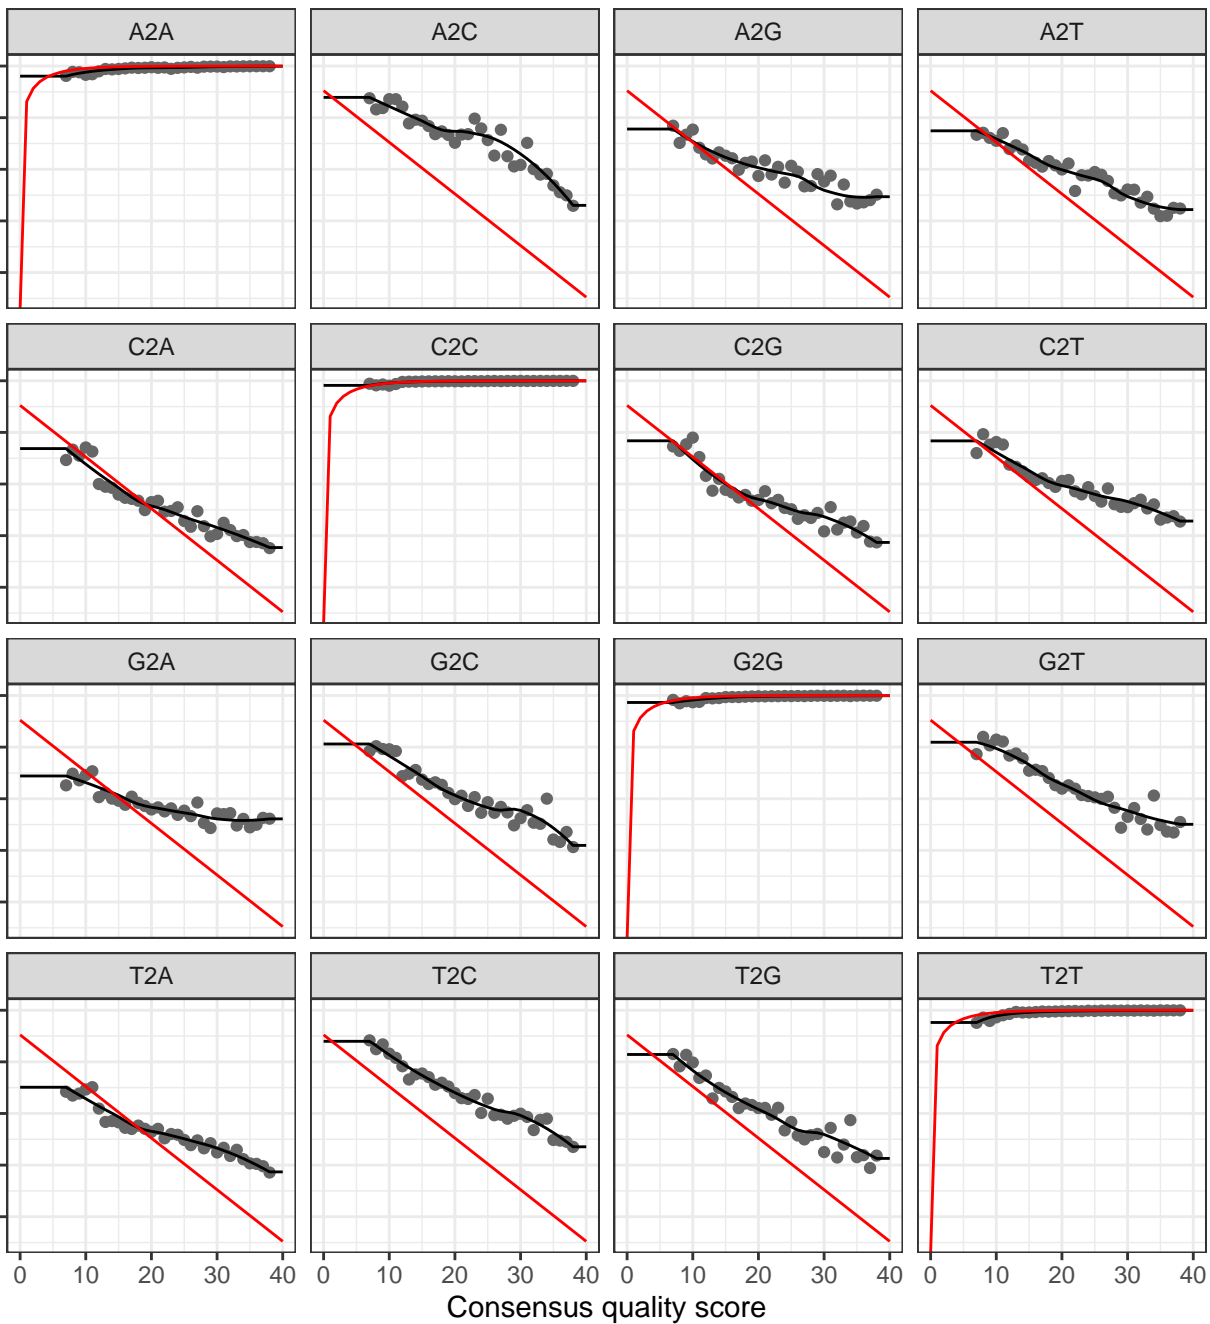 A2A A2C A2G A2T
C2A C2C C2G C2T
G2A G2C G2G G2T
T2A T2C T2G T2T
0 10 20 30 40 0 10 20 30 40 0 10 20 30 40 0 10 20 30 40
Consensus quality score